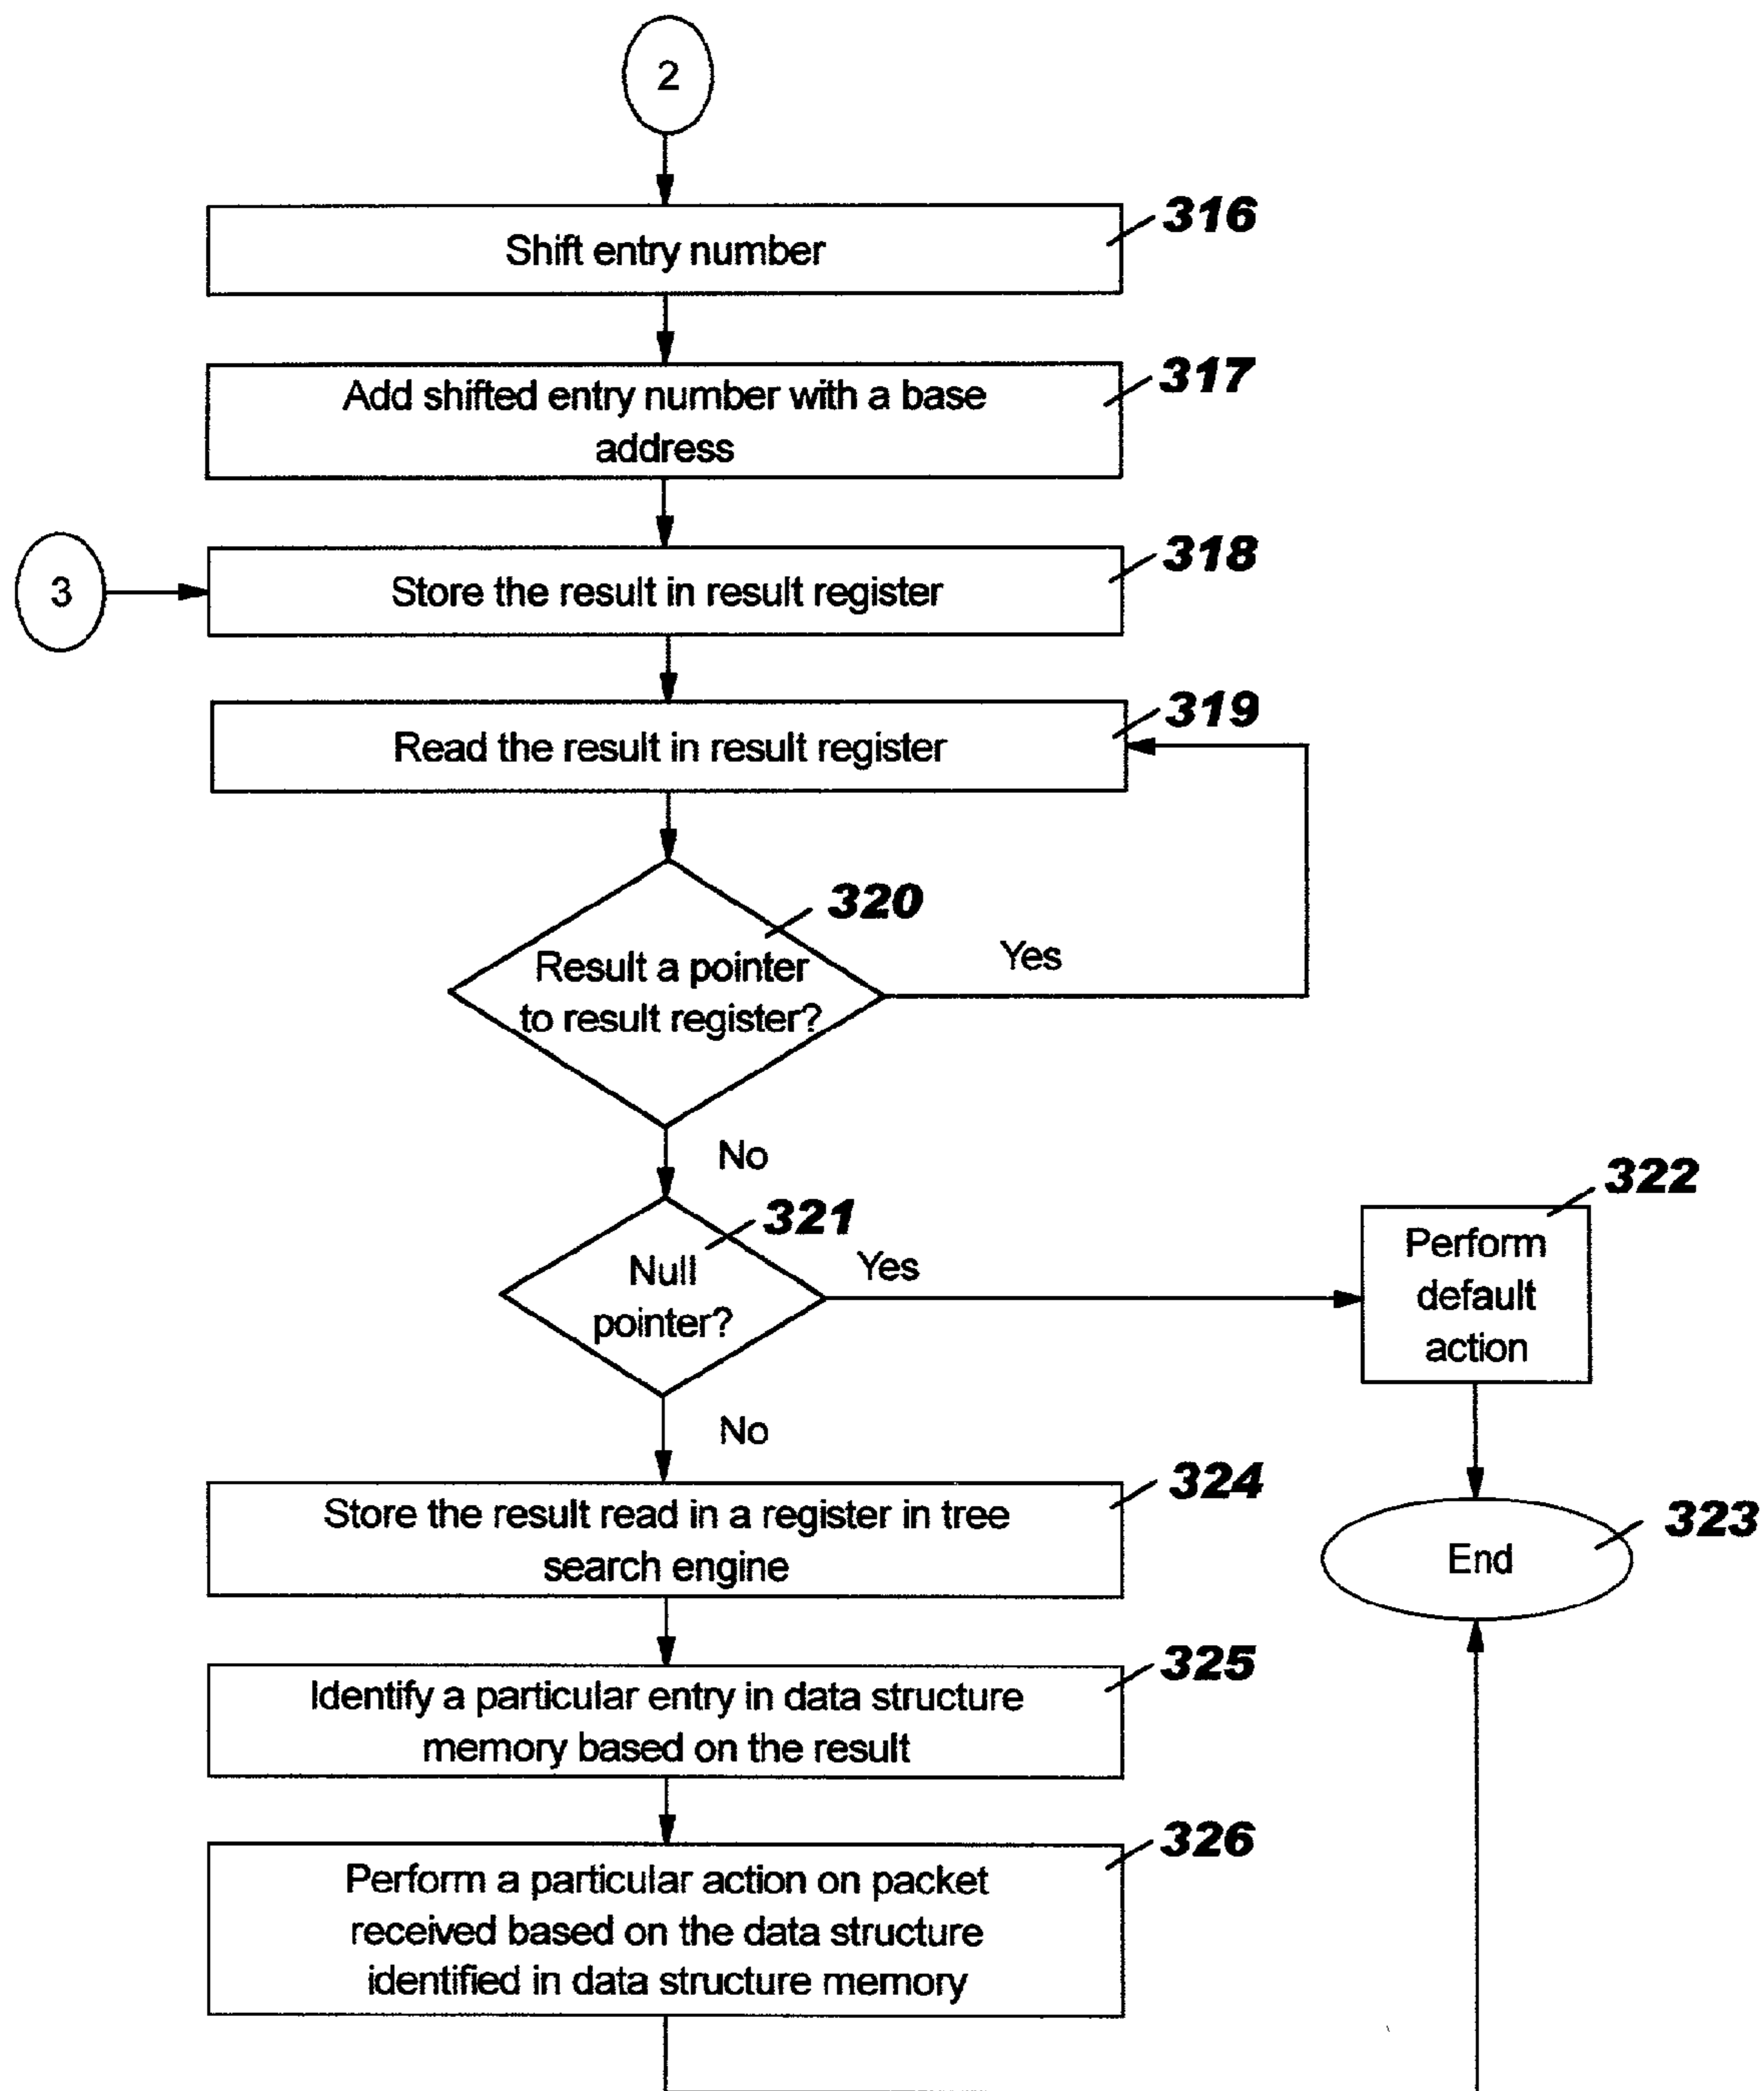 2
316
Shift entry number
317
Add shifted entry number with a base
address
318
3
Store the result in result register
319
Read the result in result register
320
Result a pointer
to result register?
Yes
No
321
Null
pointer?
Yes
322
Perform
default
action
No
324
Store the result read in a register in tree
search engine
323
End
325
Identify a particular entry in data structure
memory based on the result
326
Perform a particular action on packet
received based on the data structure
identified in data structure memory